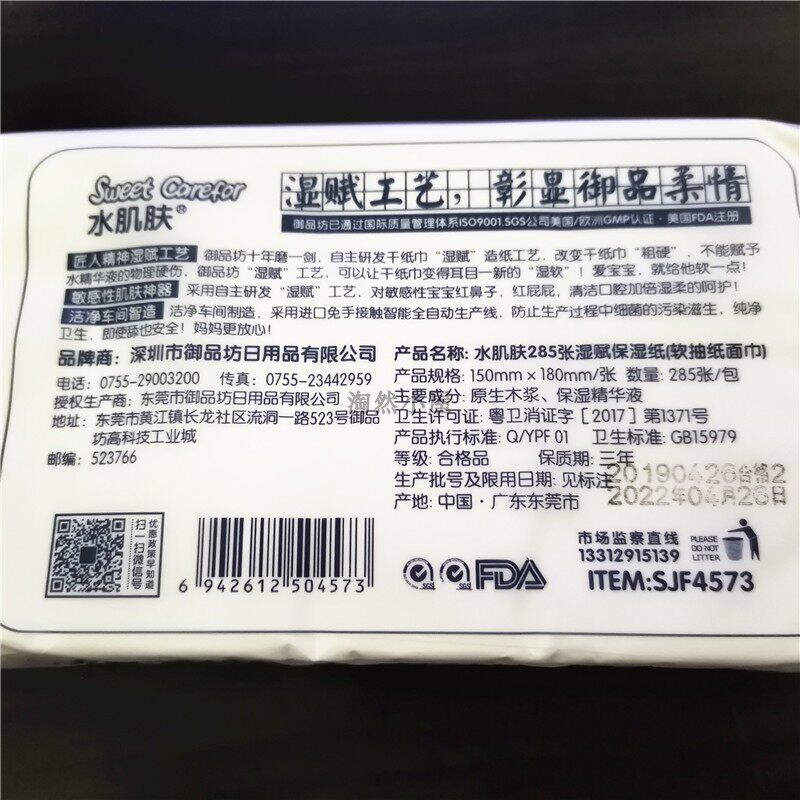 Sweet Carefor
水肌肤®
湿赋工艺，彰显御品柔情
御品坊已通过国际质量管理体系ISO9001.SGS公司美国/欧洲GMP认证·美国FDA注册
匠人精神湿赋工艺 御品坊十年磨一剑，自主研发干纸巾“湿赋”造纸工艺，改变干纸巾“粗硬”，不能赋予
水精华液的物理硬伤，御品坊“湿赋”工艺，可以让干纸巾变得耳目一新的“湿软”！爱宝宝，就给他软一点！
敏感性肌肤神器 采用自主研发“湿赋”工艺，对敏感性宝宝红鼻子，红屁屁，清洁口腔加倍湿柔的呵护！
洁净车间智造 洁净车间制造，采用进口免手接触智能全自动生产线，防止生产过程中细菌的污染滋生，纯净
卫生，即使舔也安全！妈妈更放心！
品牌商：深圳市御品坊日用品有限公司
电话：0755-29003200 传真：0755-23442959
授权生产商：东莞市御品坊日用品有限公司
地址：东莞市黄江镇长龙社区流洞一路523号御品
坊高科技工业城
邮编：523766
产品名称：水肌肤285张湿赋保湿纸(软抽纸面巾)
产品规格：150mm×180mm/张 数量：285张/包
主要成分：原生木浆、保湿精华液
卫生许可证：粤卫消证字［2017］第1371号
产品执行标准：Q/YPF 01 卫生标准：GB15979
等级：合格品 保质期：三年
生产批号及限用日期：见标注
20190426合格2
2022年04月26日
产地：中国·广东东莞市
优惠政策早知道
扫一扫微信号
6 942612 504573
SGS SGS FDA
市场监察直线
13312915139
PLEASE
DO NOT
LITTER
ITEM:SJF4573